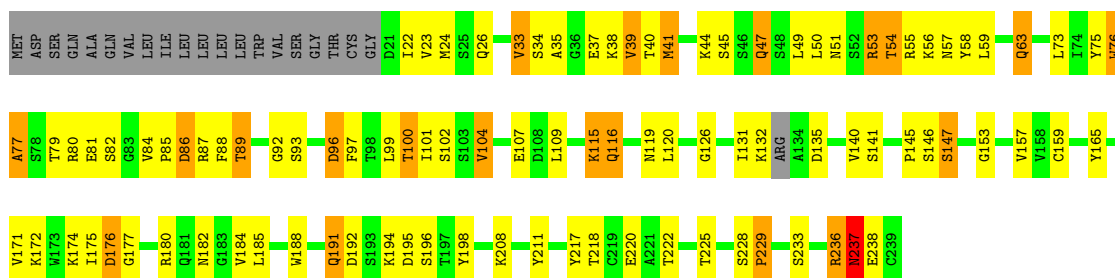 MET ASP SER GLN ALA GLN VAL LEU ILE LEU LEU LEU LEU TRP VAL SER GLY THR CYS GLY D21 I22 V23 M24 S25 Q26 V33 S34 A35 G36 E37 K38 V39 T40 M41 K44 S45 S46 Q47 S48 L49 L50 N51 S52 R53 T54 R55 K56 N57 Y58 L59 Q63 L73 I74 Y75 W76
A77 S78 T79 R80 E81 S82 G83 V84 P85 D86 R87 F88 T89 G92 S93 D96 F97 T98 L99 T100 I101 S102 S103 V104 E107 D108 L109 K115 Q116 N119 L120 G126 I131 K132 ARG A134 D135 V140 S141 P145 S146 S147 G153 V157 V158 C159 Y165
V171 K172 W173 K174 I175 D176 G177 R180 Q181 N182 G183 V184 L185 W188 Q191 D192 S193 K194 D195 S196 T197 Y198 K208 Y211 Y217 T218 C219 E220 A221 T222 T225 S228 P229 S233 R236 N237 E238 C239